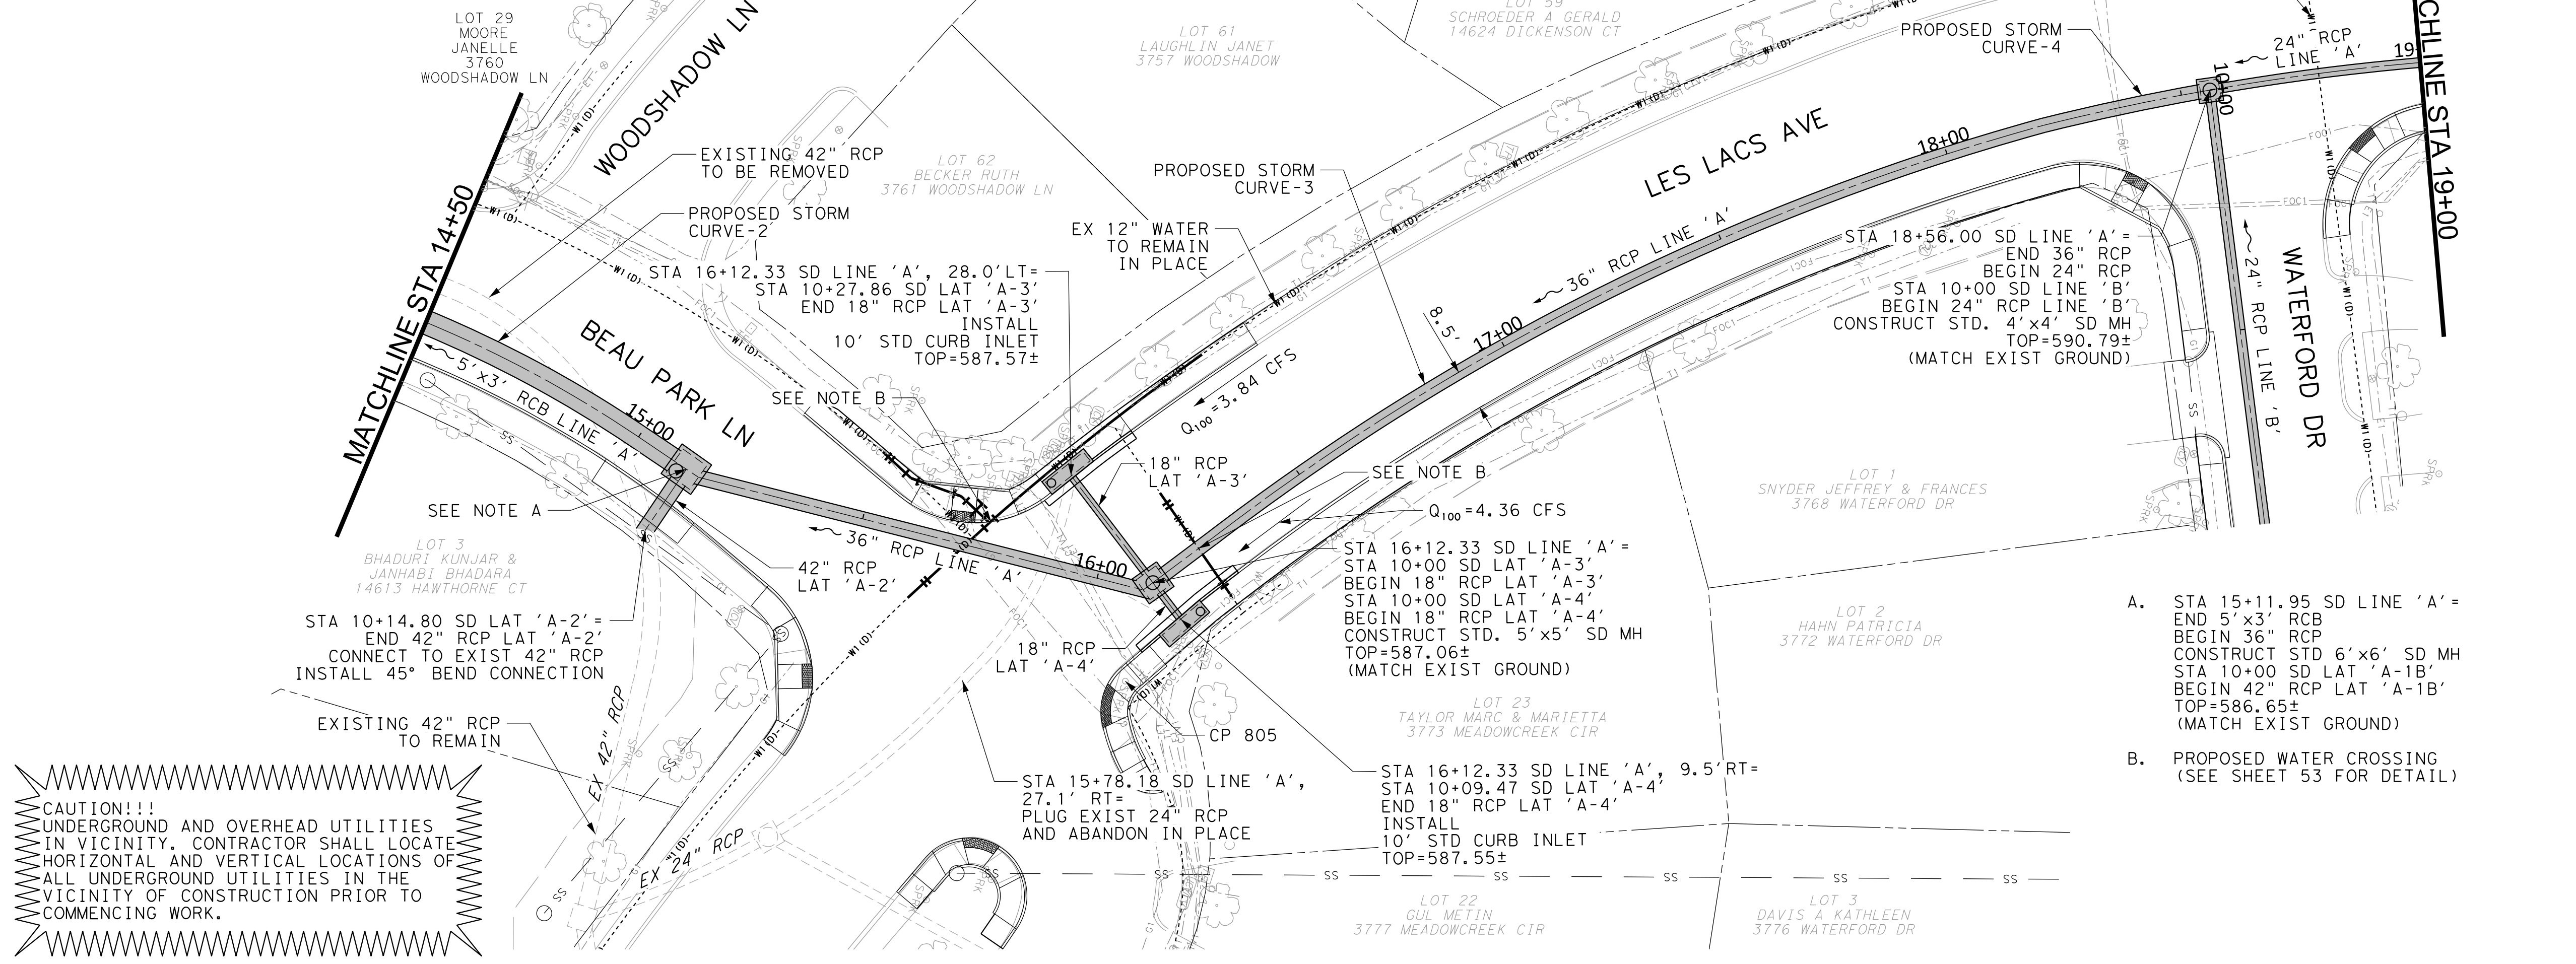 LOT 29
MOORE
JANELLE
3760
WOODSHADOW LN
WOODSHADOW LN
LOT 61
LAUGHLIN JANET
3757 WOODSHADOW
LOT 59
SCHROEDER A GERALD
14624 DICKENSON CT
PROPOSED STORM
CURVE-4
24" RCP
LINE 'A'
MATCHLINE STA 14+50
EXISTING 42" RCP
TO BE REMOVED
LOT 62
BECKER RUTH
3761 WOODSHADOW LN
PROPOSED STORM
CURVE-2
PROPOSED STORM
CURVE-3
EX 12" WATER
TO REMAIN
IN PLACE
LES LACS AVE
18+00
10+00
CHLINE STA 19+00
STA 16+12.33 SD LINE 'A', 28.0'LT=
STA 10+27.86 SD LAT 'A-3'
END 18" RCP LAT 'A-3'
INSTALL
10' STD CURB INLET
TOP=587.57±
36" RCP LINE 'A'
8.5'
17+00
STA 18+56.00 SD LINE 'A'=
END 36" RCP
BEGIN 24" RCP
STA 10+00 SD LINE 'B'
BEGIN 24" RCP LINE 'B'
CONSTRUCT STD. 4'x4' SD MH
TOP=590.79±
(MATCH EXIST GROUND)
24" RCP LINE 'B'
WATERFORD DR
BEAU PARK LN
5'x3' RCB LINE 'A'
15+00
SEE NOTE B
Q100=3.84 CFS
18" RCP
LAT 'A-3'
SEE NOTE B
SEE NOTE A
Q100=4.36 CFS
LOT 1
SNYDER JEFFREY & FRANCES
3768 WATERFORD DR
LOT 3
BHADURI KUNJAR &
JANHABI BHADARA
14613 HAWTHORNE CT
36" RCP LINE 'A'
16+00
42" RCP
LAT 'A-2'
STA 16+12.33 SD LINE 'A'=
STA 10+00 SD LAT 'A-3'
BEGIN 18" RCP LAT 'A-3'
STA 10+00 SD LAT 'A-4'
BEGIN 18" RCP LAT 'A-4'
CONSTRUCT STD. 5'x5' SD MH
TOP=587.06±
(MATCH EXIST GROUND)
STA 10+14.80 SD LAT 'A-2'=
END 42" RCP LAT 'A-2'
CONNECT TO EXIST 42" RCP
INSTALL 45° BEND CONNECTION
18" RCP
LAT 'A-4'
LOT 2
HAHN PATRICIA
3772 WATERFORD DR
A. STA 15+11.95 SD LINE 'A'=
END 5'x3' RCB
BEGIN 36" RCP
CONSTRUCT STD 6'x6' SD MH
STA 10+00 SD LAT 'A-1B'
BEGIN 42" RCP LAT 'A-1B'
TOP=586.65±
(MATCH EXIST GROUND)
B. PROPOSED WATER CROSSING
(SEE SHEET 53 FOR DETAIL)
EXISTING 42" RCP
TO REMAIN
EX 42" RCP
EX 24" RCP
LOT 23
TAYLOR MARC & MARIETTA
3773 MEADOWCREEK CIR
CP 805
STA 15+78.18 SD LINE 'A',
27.1' RT=
PLUG EXIST 24" RCP
AND ABANDON IN PLACE
STA 16+12.33 SD LINE 'A', 9.5'RT=
STA 10+09.47 SD LAT 'A-4'
END 18" RCP LAT 'A-4'
INSTALL
10' STD CURB INLET
TOP=587.55±
CAUTION!!!
UNDERGROUND AND OVERHEAD UTILITIES
IN VICINITY. CONTRACTOR SHALL LOCATE
HORIZONTAL AND VERTICAL LOCATIONS OF
ALL UNDERGROUND UTILITIES IN THE
VICINITY OF CONSTRUCTION PRIOR TO
COMMENCING WORK.
SS SS SS SS SS SS SS
LOT 22
GUL METIN
3777 MEADOWCREEK CIR
LOT 3
DAVIS A KATHLEEN
3776 WATERFORD DR